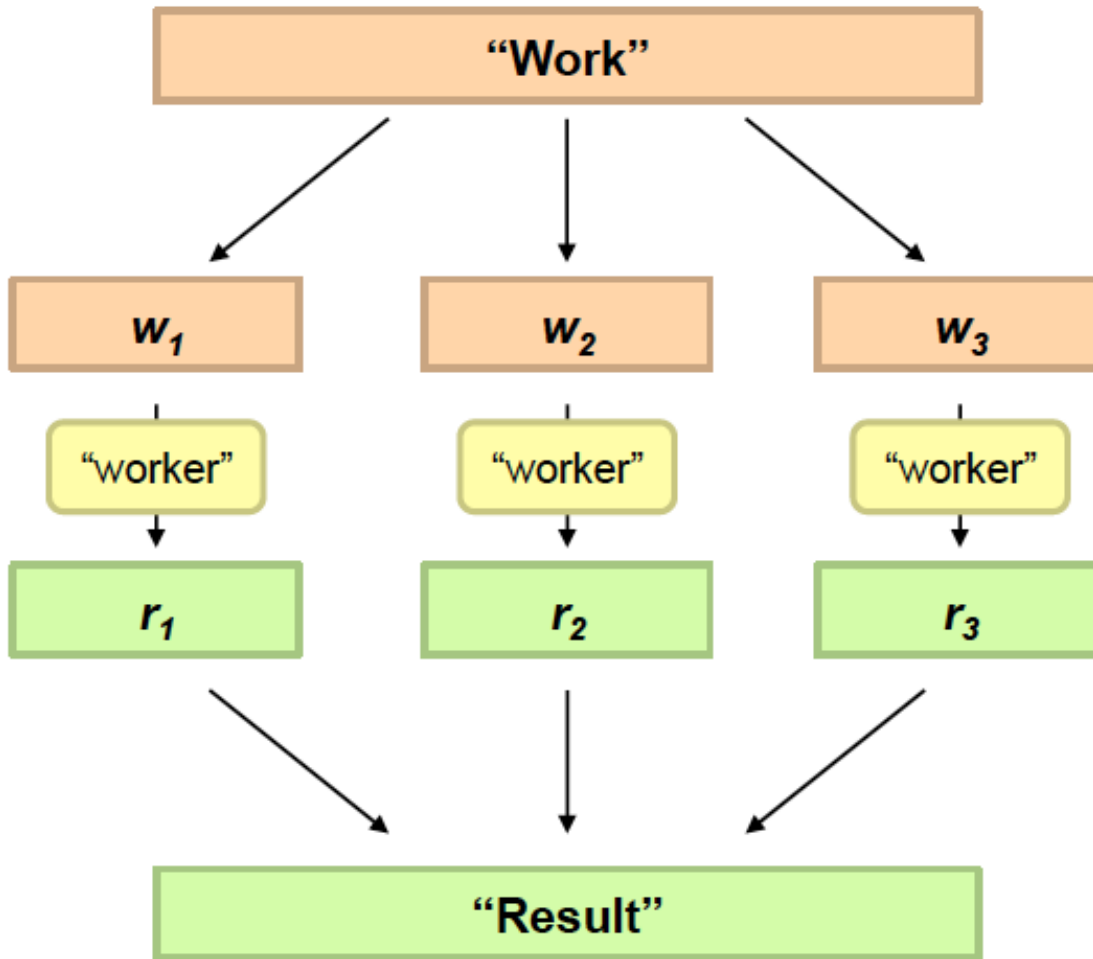 “Work”
w₁ w₂ w₃
“worker” “worker” “worker”
r₁ r₂ r₃
“Result”